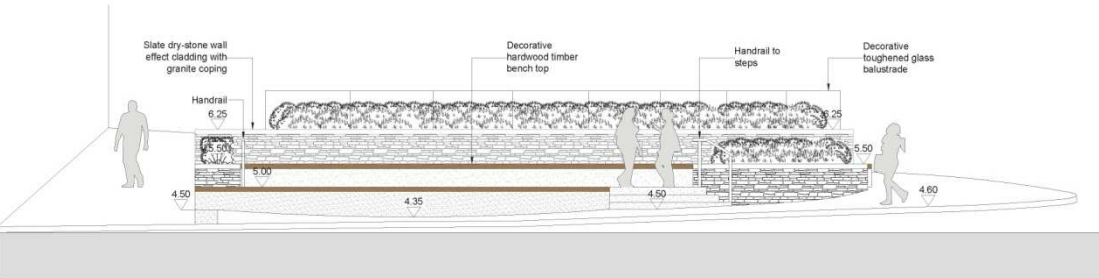 Slate dry-stone wall
effect cladding with
granite coping
Decorative
hardwood timber
bench top
Handrail to
steps
Decorative
toughened glass
balustrade
Handrail
6.25
6.25
5.50
5.50
5.00
4.50
4.50
4.60
4.35